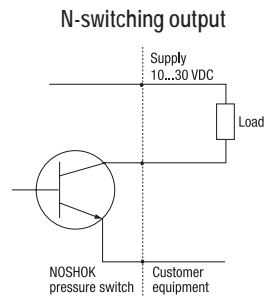 N-switching output
Supply
10...30 VDC
Load
NOSHOK
pressure switch
Customer
equipment